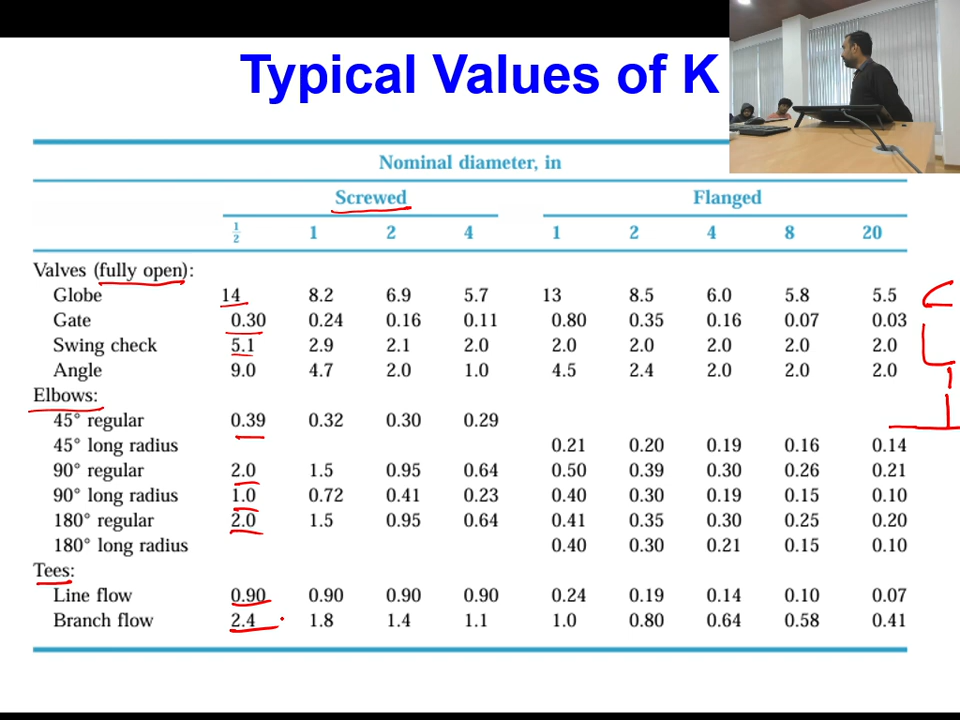 Typical Values of K
Nominal diameter, in
Screwed Flanged
1/2 1 2 4 1 2 4 8 20
Valves (fully open):
Globe 14 8.2 6.9 5.7 13 8.5 6.0 5.8 5.5
Gate 0.30 0.24 0.16 0.11 0.80 0.35 0.16 0.07 0.03
Swing check 5.1 2.9 2.1 2.0 2.0 2.0 2.0 2.0 2.0
Angle 9.0 4.7 2.0 1.0 4.5 2.4 2.0 2.0 2.0
Elbows:
45° regular 0.39 0.32 0.30 0.29
45° long radius 0.21 0.20 0.19 0.16 0.14
90° regular 2.0 1.5 0.95 0.64 0.50 0.39 0.30 0.26 0.21
90° long radius 1.0 0.72 0.41 0.23 0.40 0.30 0.19 0.15 0.10
180° regular 2.0 1.5 0.95 0.64 0.41 0.35 0.30 0.25 0.20
180° long radius 0.40 0.30 0.21 0.15 0.10
Tees:
Line flow 0.90 0.90 0.90 0.90 0.24 0.19 0.14 0.10 0.07
Branch flow 2.4 1.8 1.4 1.1 1.0 0.80 0.64 0.58 0.41